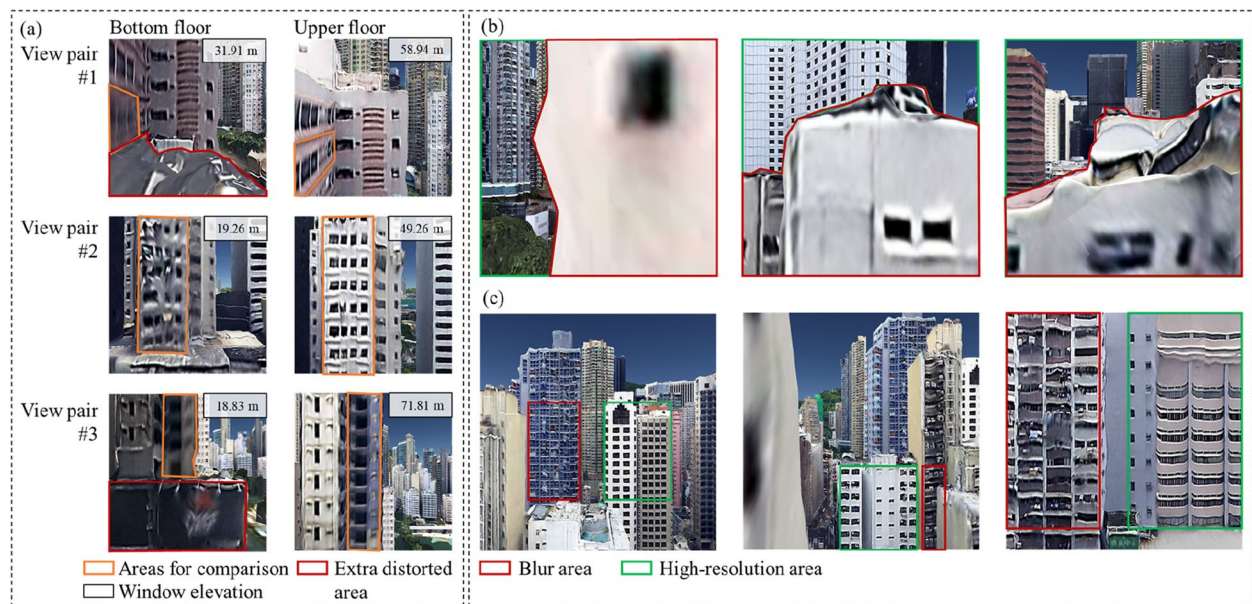 (a)
Bottom floor
Upper floor
View pair
#1
31.91 m
58.94 m
View pair
#2
19.26 m
49.26 m
View pair
#3
18.83 m
71.81 m
Areas for comparison
Extra distorted
area
Window elevation
(b)
(c)
Blur area
High-resolution area